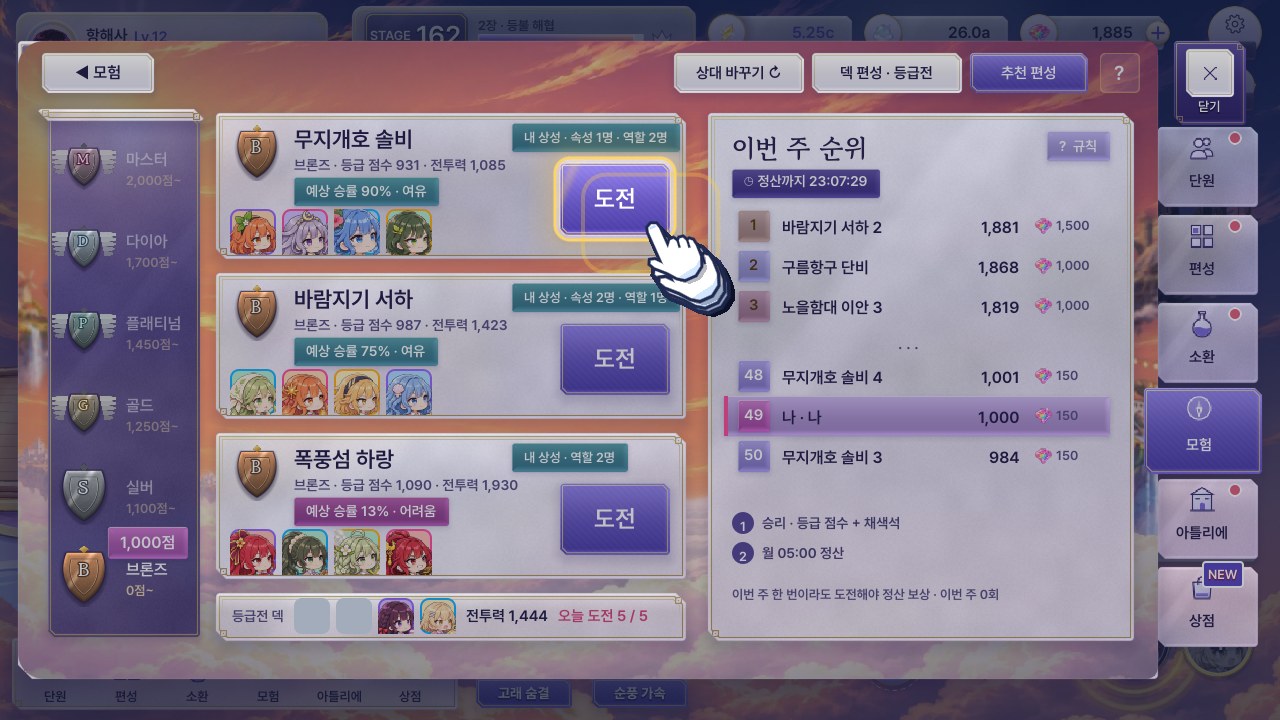 항해사 Lv.12
STAGE 162
2장 · 등불 해협
5.25c
26.0a
1,885
◀ 모험
상대 바꾸기 ↻
덱 편성 · 등급전
추천 편성
?
닫기
M
마스터
2,000점~
D
다이아
1,700점~
P
플래티넘
1,450점~
G
골드
1,250점~
S
실버
1,100점~
1,000점
B
브론즈
0점~
B
무지개호 솔비
내 상성 · 속성 1명 · 역할 2명
브론즈 · 등급 점수 931 · 전투력 1,085
예상 승률 90% · 여유
도전
B
바람지기 서하
내 상성 · 속성 2명 · 역할 1명
브론즈 · 등급 점수 987 · 전투력 1,423
예상 승률 75% · 여유
도전
B
폭풍섬 하랑
내 상성 · 역할 2명
브론즈 · 등급 점수 1,090 · 전투력 1,930
예상 승률 13% · 어려움
도전
등급전 덱
전투력 1,444
오늘 도전 5 / 5
이번 주 순위
? 규칙
정산까지 23:07:29
1 바람지기 서하 2 1,881 1,500
2 구름항구 단비 1,868 1,000
3 노을함대 이안 3 1,819 1,000
...
48 무지개호 솔비 4 1,001 150
49 나 · 나 1,000 150
50 무지개호 솔비 3 984 150
1 승리 · 등급 점수 + 채색석
2 월 05:00 정산
이번 주 한 번이라도 도전해야 정산 보상 · 이번 주 0회
단원
편성
소환
모험
아틀리에
NEW
상점
단원
편성
소환
모험
아틀리에
상점
고래 숨결
순풍 가속